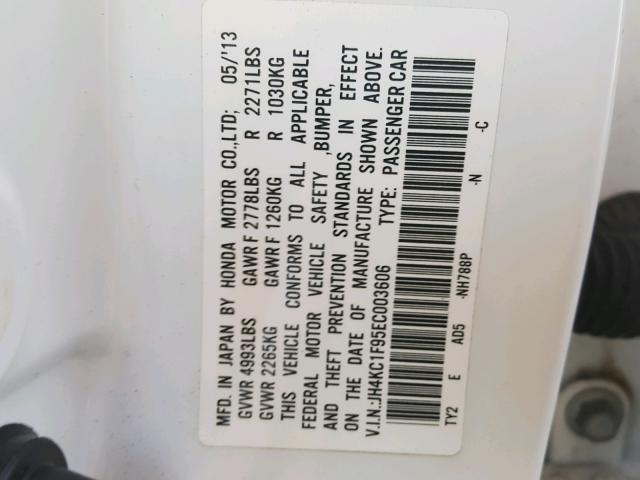 MFD. IN JAPAN BY HONDA MOTOR CO.,LTD; 05/'13
GVWR 4993LBS GAWR F 2778LBS R 2271LBS
GVWR 2265KG GAWR F 1260KG R 1030KG
THIS VEHICLE CONFORMS TO ALL APPLICABLE
FEDERAL MOTOR VEHICLE SAFETY ,BUMPER,
AND THEFT PREVENTION STANDARDS IN EFFECT
ON THE DATE OF MANUFACTURE SHOWN ABOVE.
V.I.N.:JH4KC1F95EC003606 TYPE: PASSENGER CAR
TY2 E AD5 -NH788P -N -C